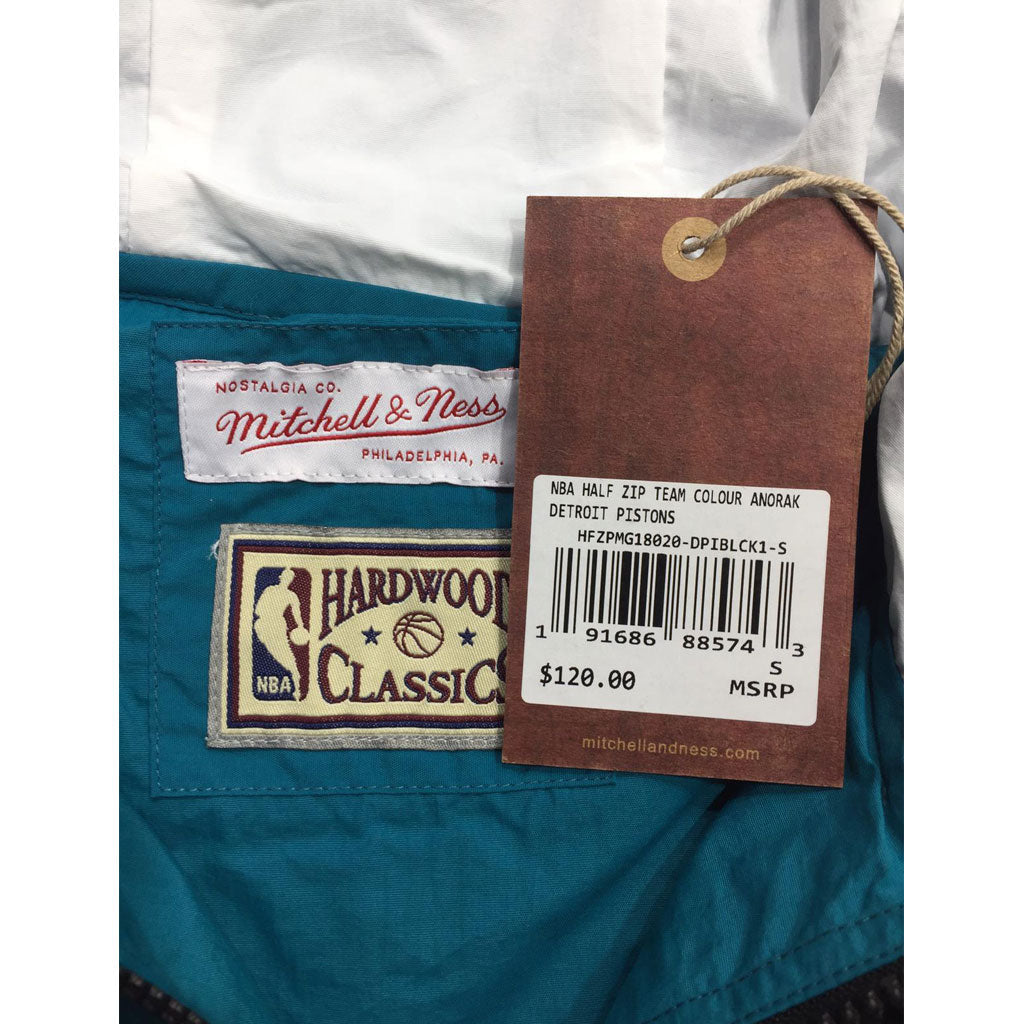 NOSTALGIA CO.
Mitchell & Ness
PHILADELPHIA, PA.
HARDWOOD
CLASSICS
NBA
NBA HALF ZIP TEAM COLOUR ANORAK
DETROIT PISTONS
HFZPMG18020-DPIBLCK1-S
1 91686 88574 3
S
$120.00
MSRP
mitchellandness.com